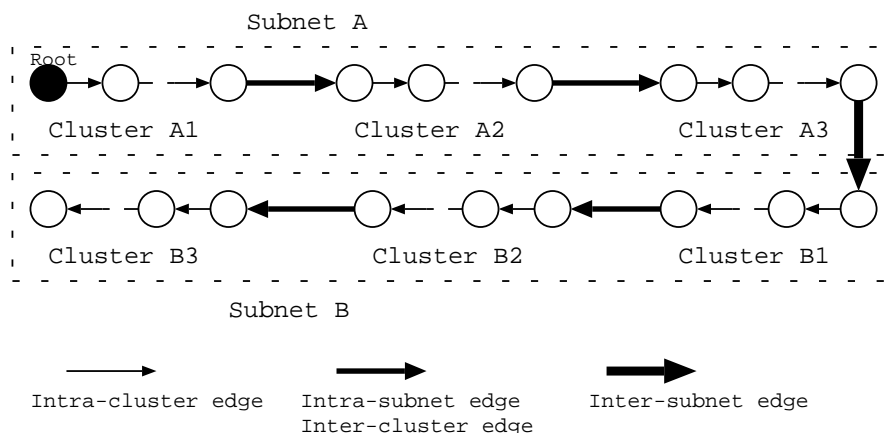 Subnet A
Root
Cluster A1 Cluster A2 Cluster A3
Cluster B3 Cluster B2 Cluster B1
Subnet B
Intra-cluster edge Intra-subnet edge Inter-subnet edge
Inter-cluster edge